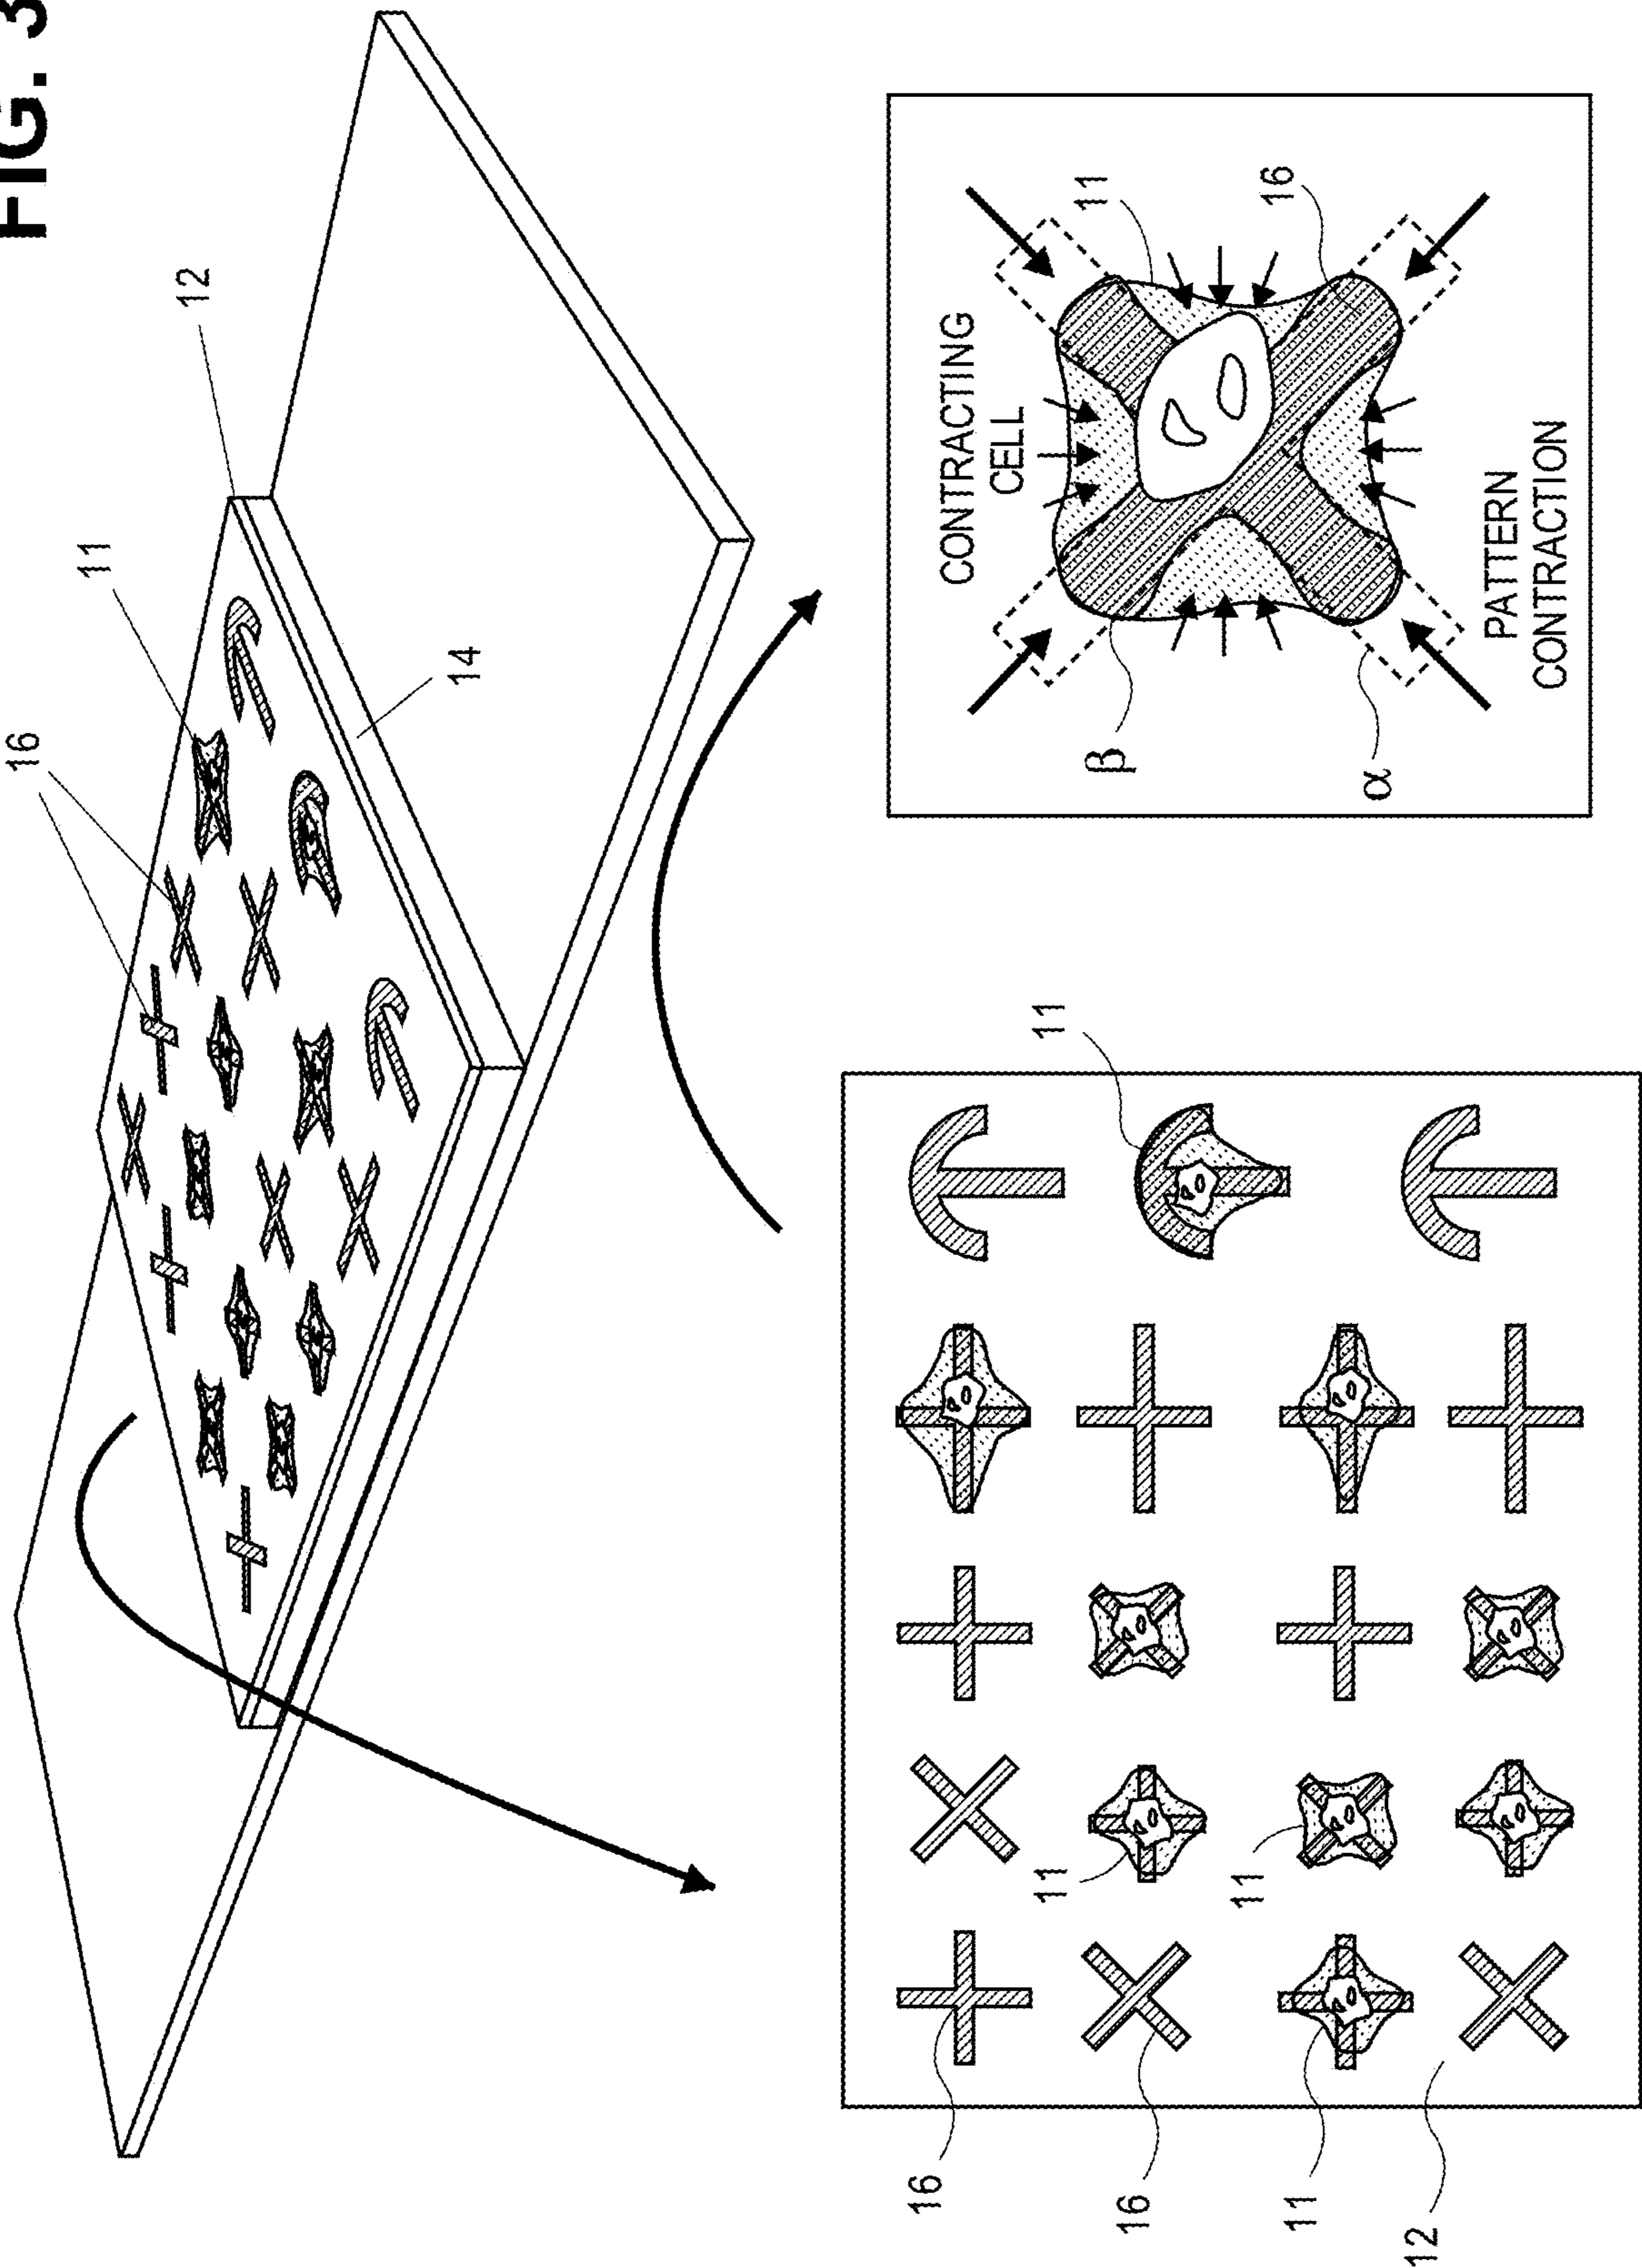 FIG. 3
12
11
16
14
CONTRACTING
CELL
11
16
β
α
PATTERN
CONTRACTION
11
11
11
16
16
11
12